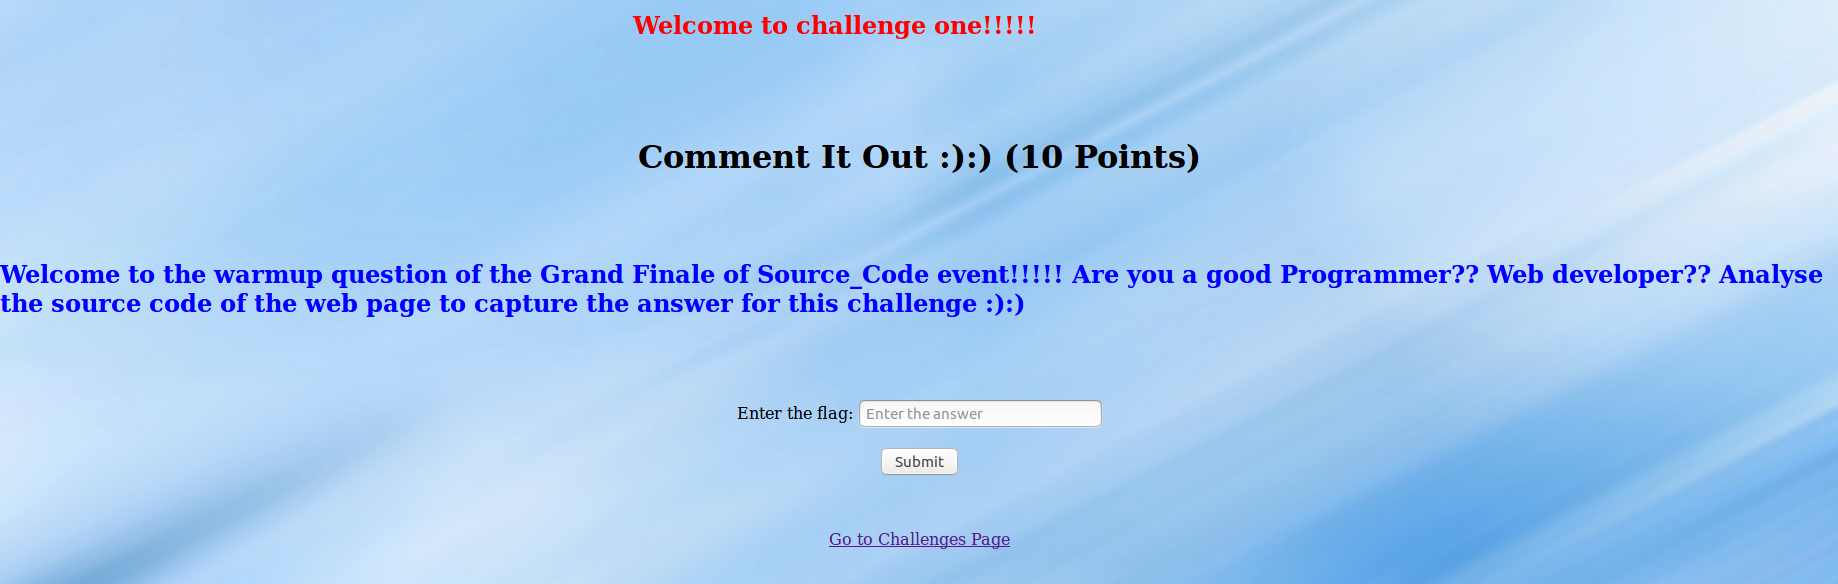 Welcome to challenge one!!!!!
Comment It Out :):) (10 Points)
Welcome to the warmup question of the Grand Finale of Source_Code event!!!!! Are you a good Programmer?? Web developer?? Analyse
the source code of the web page to capture the answer for this challenge :):)
Enter the flag: Enter the answer
Submit
Go to Challenges Page